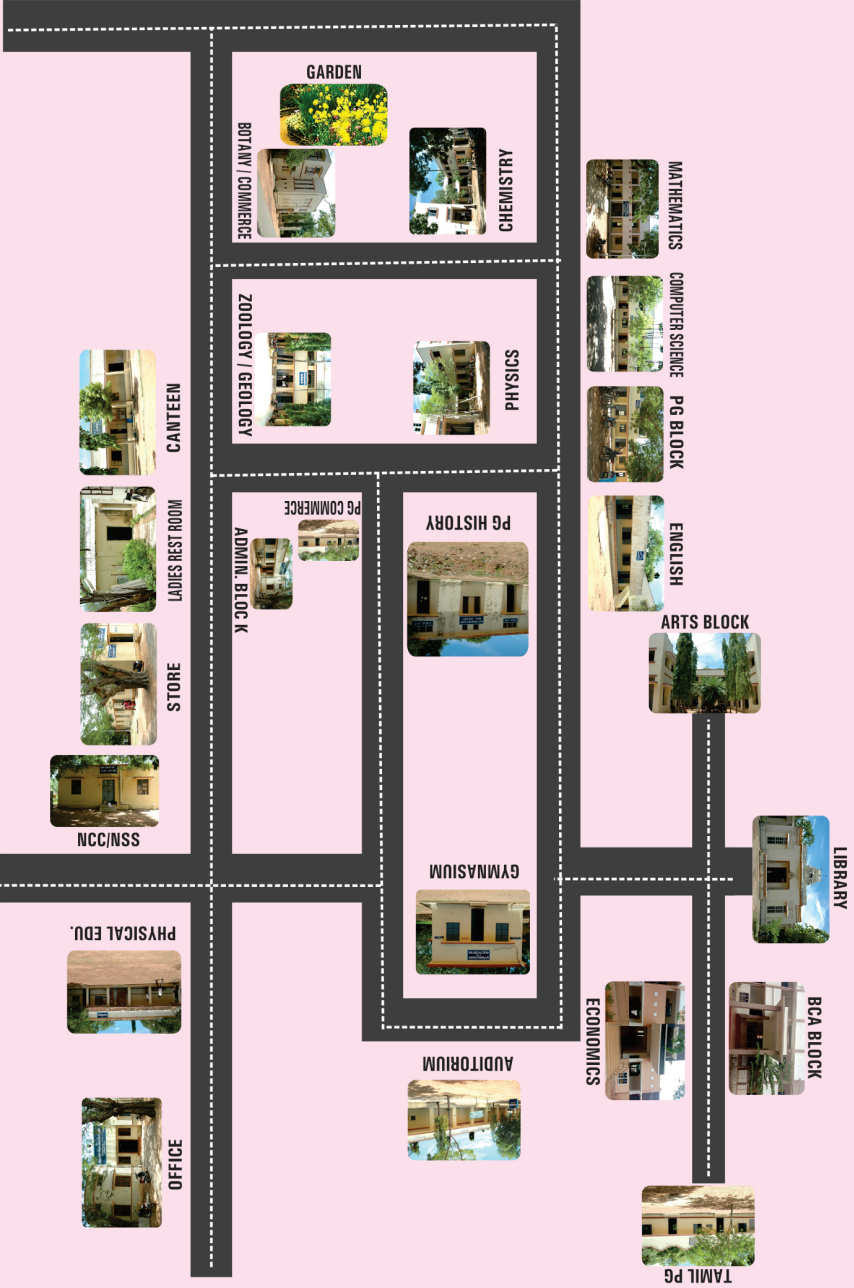 GARDEN
BOTANY / COMMERCE
CHEMISTRY
MATHEMATICS
COMPUTER SCIENCE
ZOOLOGY / GEOLOGY
PHYSICS
PG BLOCK
CANTEEN
LADIES REST ROOM
PG COMMERCE
ADMIN. BLOC K
PG HISTORY
ENGLISH
ARTS BLOCK
STORE
NCC/NSS
GYMNASIUM
LIBRARY
PHYSICAL EDU.
ECONOMICS
BCA BLOCK
AUDITORIUM
OFFICE
TAMIL PG